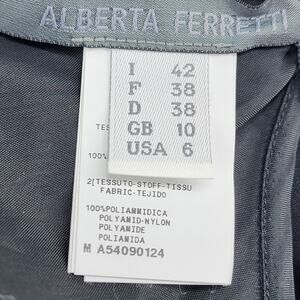 ALBERTA FERRETTI
I 42
F 38
D 38
GB 10
USA 6
TES
100%
2[TESSUTO-STOFF-TISSU
FABRIC-TEJIDO
100%POLIAMMIDICA
POLYAMID-NYLON
POLYAMIDE
POLIAMIDA
M A54090124